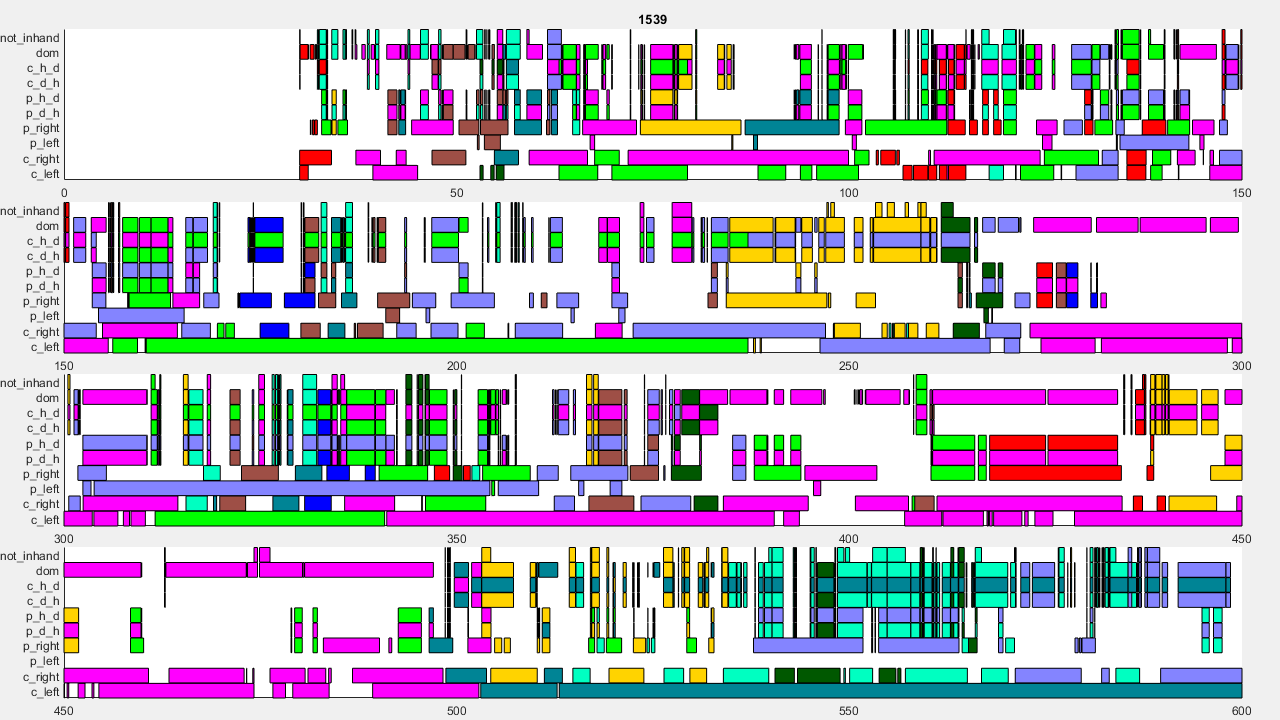 1539
not_inhand
dom
c_h_d
c_d_h
p_h_d
p_d_h
p_right
p_left
c_right
c_left
0 50 100 150
not_inhand
dom
c_h_d
c_d_h
p_h_d
p_d_h
p_right
p_left
c_right
c_left
150 200 250 300
not_inhand
dom
c_h_d
c_d_h
p_h_d
p_d_h
p_right
p_left
c_right
c_left
300 350 400 450
not_inhand
dom
c_h_d
c_d_h
p_h_d
p_d_h
p_right
p_left
c_right
c_left
450 500 550 600